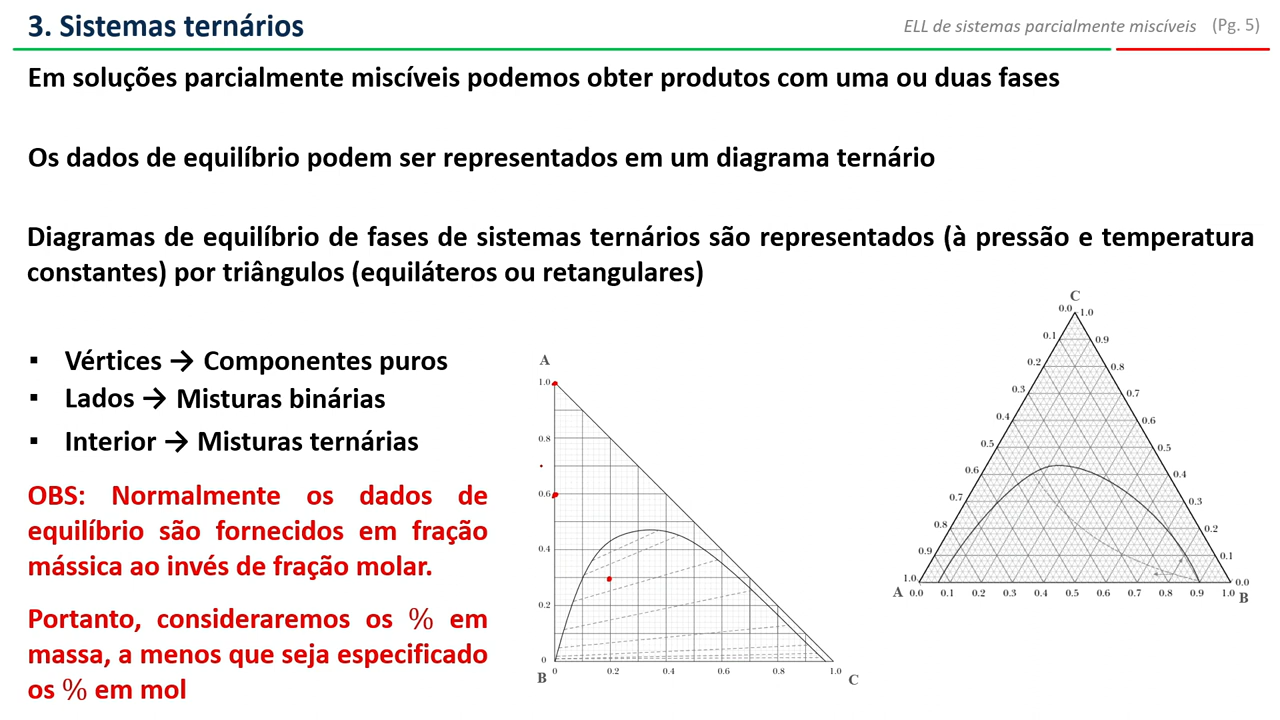 3. Sistemas ternários
ELL de sistemas parcialmente miscíveis (Pg. 5)
Em soluções parcialmente miscíveis podemos obter produtos com uma ou duas fases
Os dados de equilíbrio podem ser representados em um diagrama ternário
Diagramas de equilíbrio de fases de sistemas ternários são representados (à pressão e temperatura
constantes) por triângulos (equiláteros ou retangulares)
▪ Vértices → Componentes puros
▪ Lados → Misturas binárias
▪ Interior → Misturas ternárias
OBS: Normalmente os dados de
equilíbrio são fornecidos em fração
mássica ao invés de fração molar.
Portanto, consideraremos os % em
massa, a menos que seja especificado
os % em mol
A
1.0
0.8
0.6
0.4
0.2
0
B
0 0.2 0.4 0.6 0.8 1.0
C
C
0.0 1.0
0.1 0.9
0.2 0.8
0.3 0.7
0.4 0.6
0.5 0.5
0.6 0.4
0.7 0.3
0.8 0.2
0.9 0.1
1.0 0.0
A 0.0 0.1 0.2 0.3 0.4 0.5 0.6 0.7 0.8 0.9 1.0 B